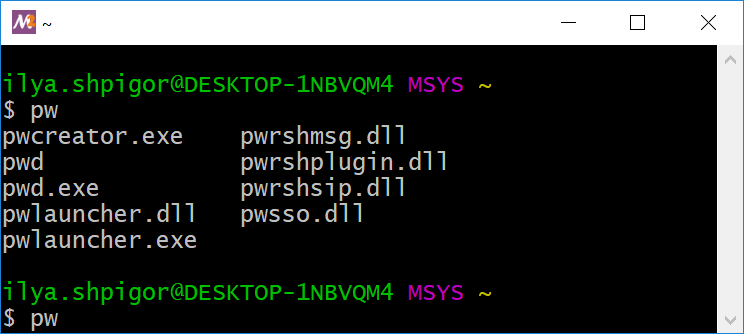 ~
ilya.shpigor@DESKTOP-1NBVQM4 MSYS ~
$ pw
pwcreator.exe    pwrshmsg.dll
pwd              pwrshplugin.dll
pwd.exe          pwrshsip.dll
pwlauncher.dll   pwsso.dll
pwlauncher.exe
ilya.shpigor@DESKTOP-1NBVQM4 MSYS ~
$ pw